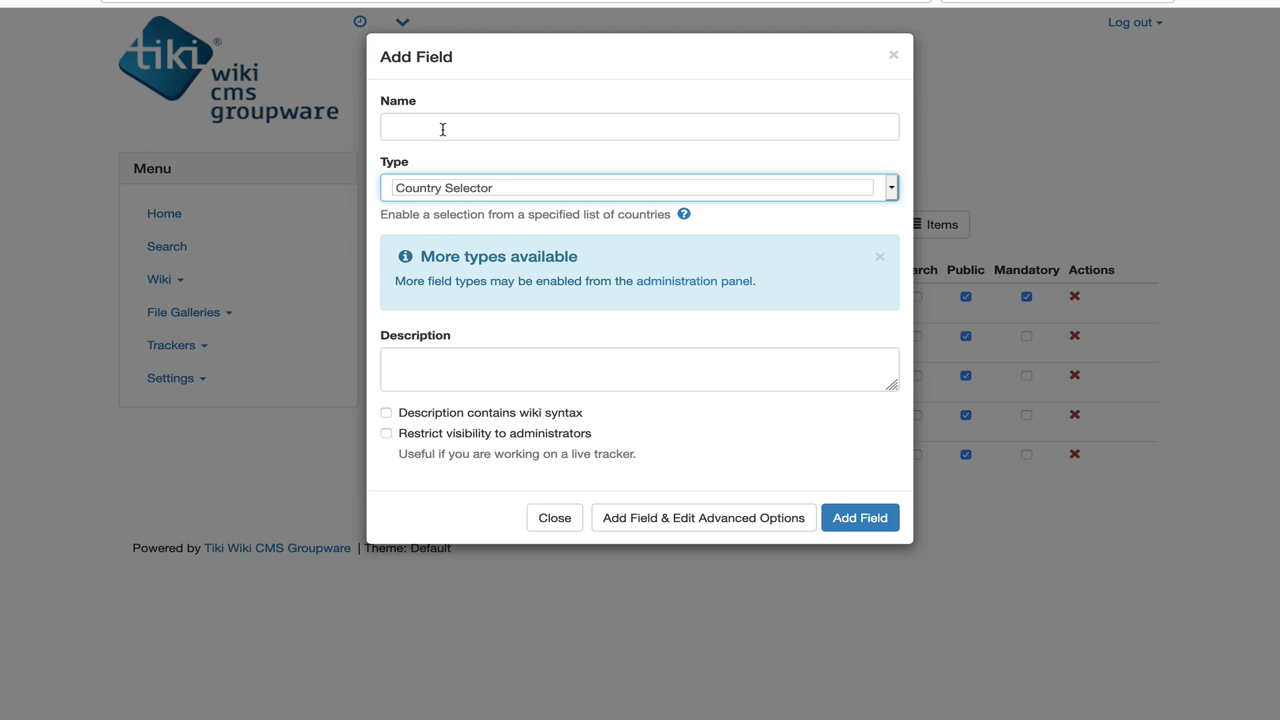 Log out
tiki®
wiki
cms
groupware
Add Field
×
Name
Menu
Type
Country Selector
Home
Enable a selection from a specified list of countries
Items
Search
More types available
×
arch Public Mandatory Actions
Wiki
More field types may be enabled from the administration panel.
File Galleries
Description
Trackers
Settings
Description contains wiki syntax
Restrict visibility to administrators
Useful if you are working on a live tracker.
Close
Add Field & Edit Advanced Options
Add Field
Powered by Tiki Wiki CMS Groupware | Theme: Default